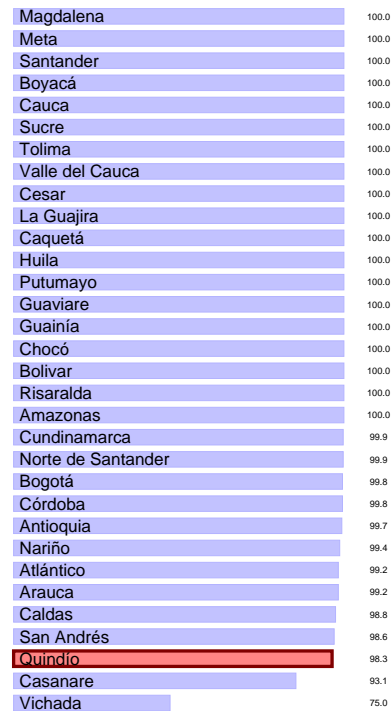 Magdalena 100.0
Meta 100.0
Santander 100.0
Boyacá 100.0
Cauca 100.0
Sucre 100.0
Tolima 100.0
Valle del Cauca 100.0
Cesar 100.0
La Guajira 100.0
Caquetá 100.0
Huila 100.0
Putumayo 100.0
Guaviare 100.0
Guainía 100.0
Chocó 100.0
Bolivar 100.0
Risaralda 100.0
Amazonas 100.0
Cundinamarca 99.9
Norte de Santander 99.9
Bogotá 99.8
Córdoba 99.8
Antioquia 99.7
Nariño 99.4
Atlántico 99.2
Arauca 99.2
Caldas 98.8
San Andrés 98.6
Quindío 98.3
Casanare 93.1
Vichada 75.0